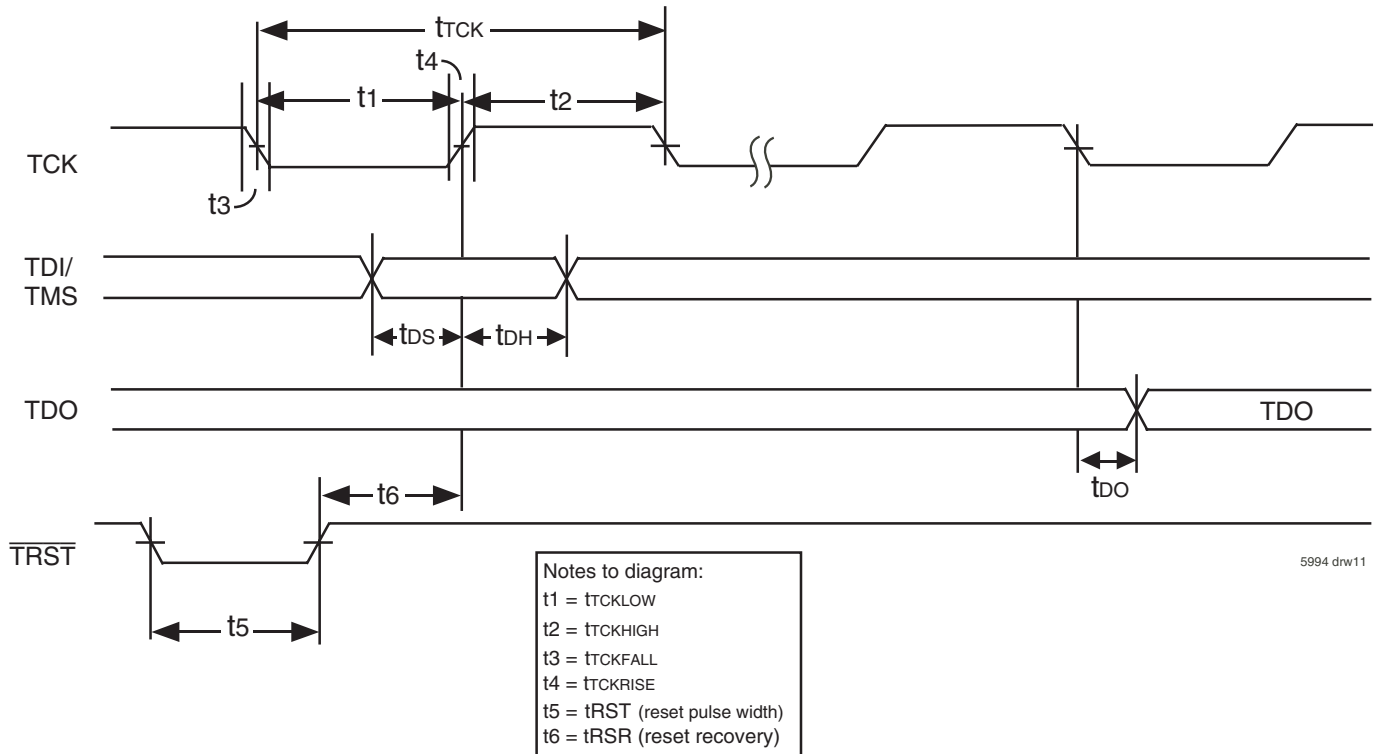 tTCK
t4
t1
t2
TCK
t3
TDI/
TMS
tDS
tDH
TDO
TDO
t6
tDO
TRST
5994 drw11
t5
Notes to diagram:
t1 = tTCKLOW
t2 = tTCKHIGH
t3 = tTCKFALL
t4 = tTCKRISE
t5 = tRST (reset pulse width)
t6 = tRSR (reset recovery)